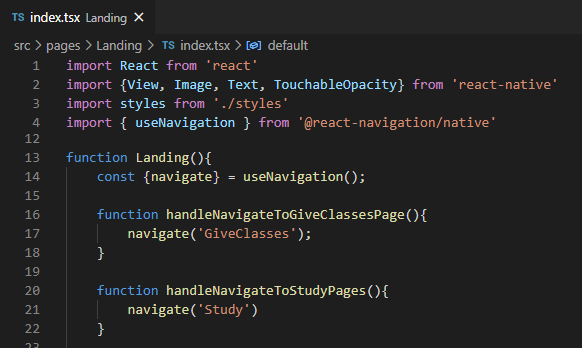 TS index.tsx Landing ×
src > pages > Landing > TS index.tsx > default
1 import React from 'react'
2 import {View, Image, Text, TouchableOpacity} from 'react-native'
3 import styles from './styles'
4 import { useNavigation } from '@react-navigation/native'
12
13 function Landing(){
14 const {navigate} = useNavigation();
15
16 function handleNavigateToGiveClassesPage(){
17 navigate('GiveClasses');
18 }
19
20 function handleNavigateToStudyPages(){
21 navigate('Study')
22 }
23